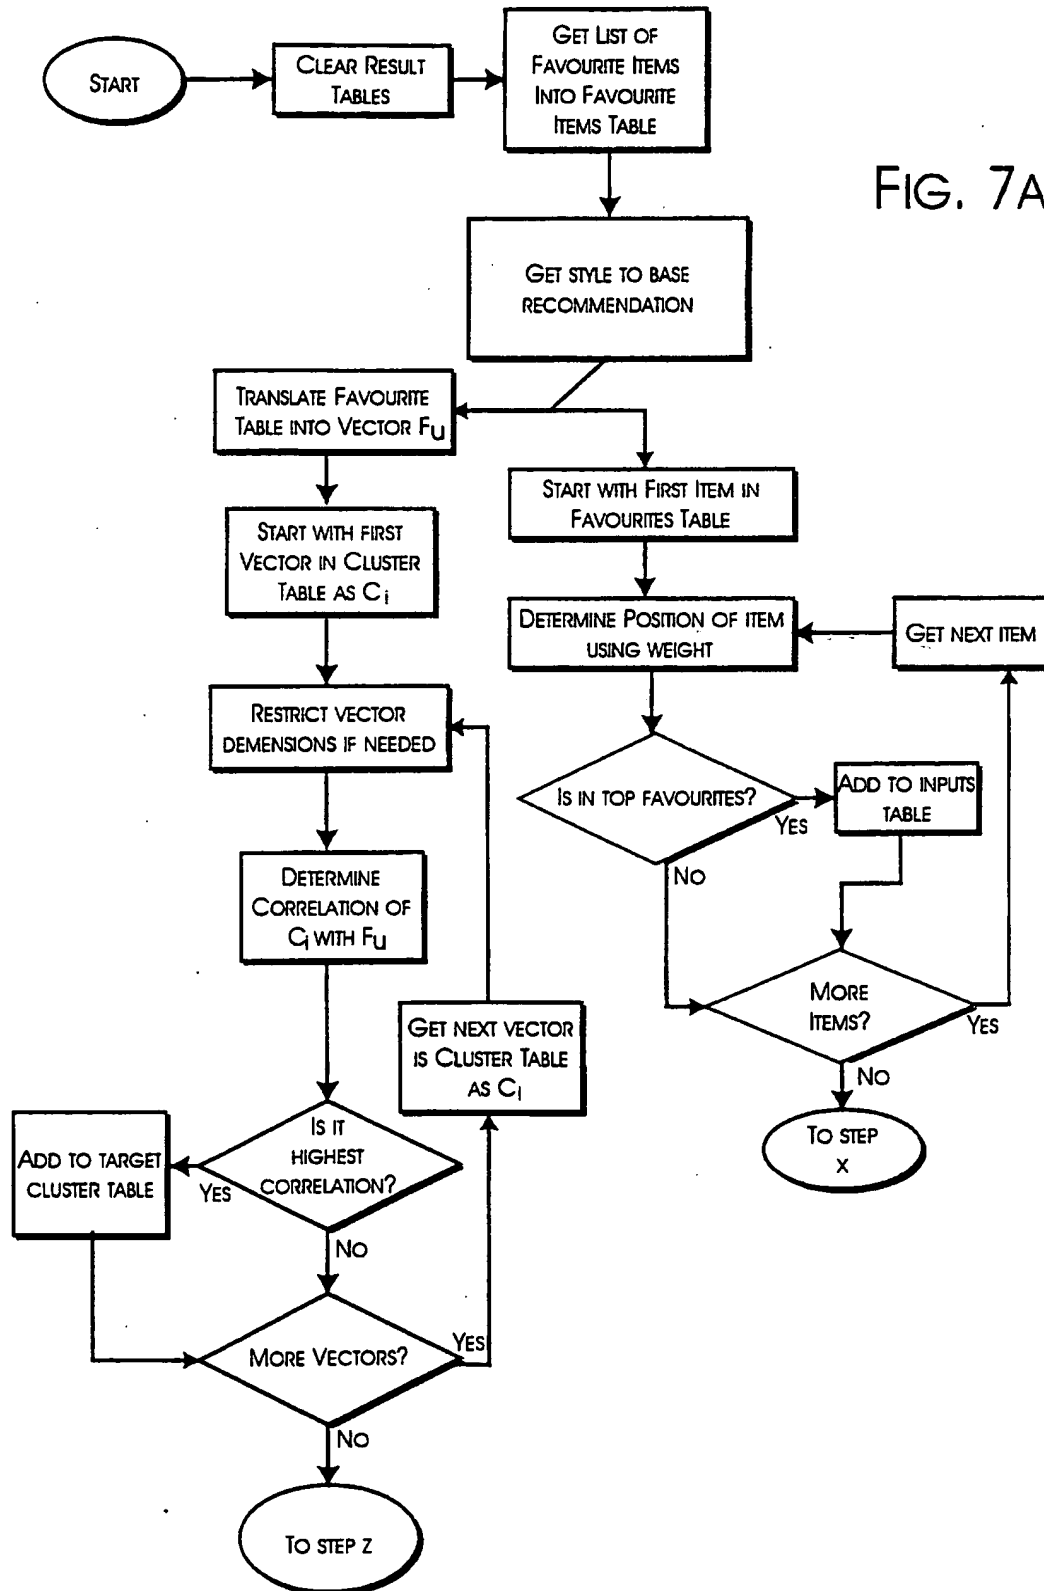 START
CLEAR RESULT
TABLES
GET LIST OF
FAVOURITE ITEMS
INTO FAVOURITE
ITEMS TABLE
FIG. 7A
GET STYLE TO BASE
RECOMMENDATION
TRANSLATE FAVOURITE
TABLE INTO VECTOR FU
START WITH FIRST
VECTOR IN CLUSTER
TABLE AS Ci
RESTRICT VECTOR
DEMENSIONS IF NEEDED
DETERMINE
CORRELATION OF
Ci WITH FU
GET NEXT VECTOR
IS CLUSTER TABLE
AS Ci
IS IT
HIGHEST
CORRELATION?
YES
ADD TO TARGET
CLUSTER TABLE
NO
MORE VECTORS?
YES
NO
TO STEP Z
START WITH FIRST ITEM IN
FAVOURITES TABLE
DETERMINE POSITION OF ITEM
USING WEIGHT
GET NEXT ITEM
IS IN TOP FAVOURITES?
YES
ADD TO INPUTS
TABLE
NO
MORE
ITEMS?
YES
NO
TO STEP
X